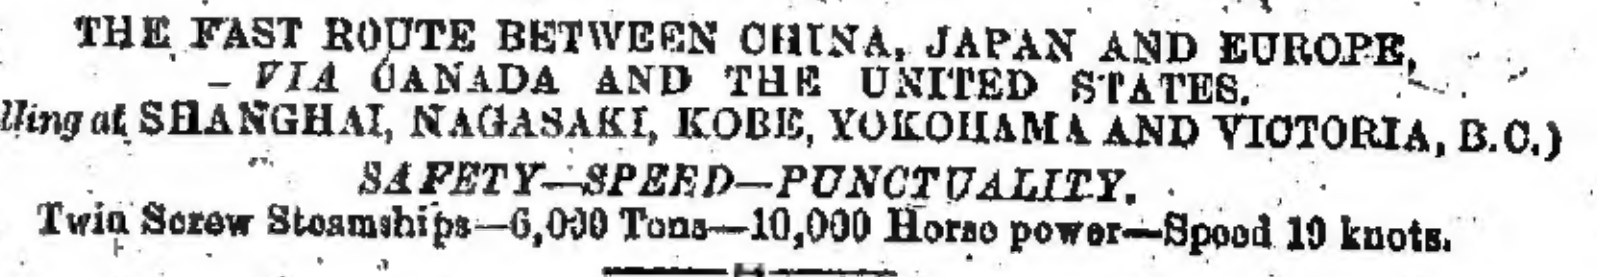 THE FAST ROUTE BETWEEN CHINA, JAPAN AND EUROPE,
VIA CANADA AND THE UNITED STATES.
lling at SHANGHAI, NAGASAKI, KOBE, YOKOHAMA AND VICTORIA, B.C.)
SAFETY—SPEED—PUNCTUALITY.
Twin Screw Steamships—6,000 Tons—10,000 Horse power—Speed 19 knots.